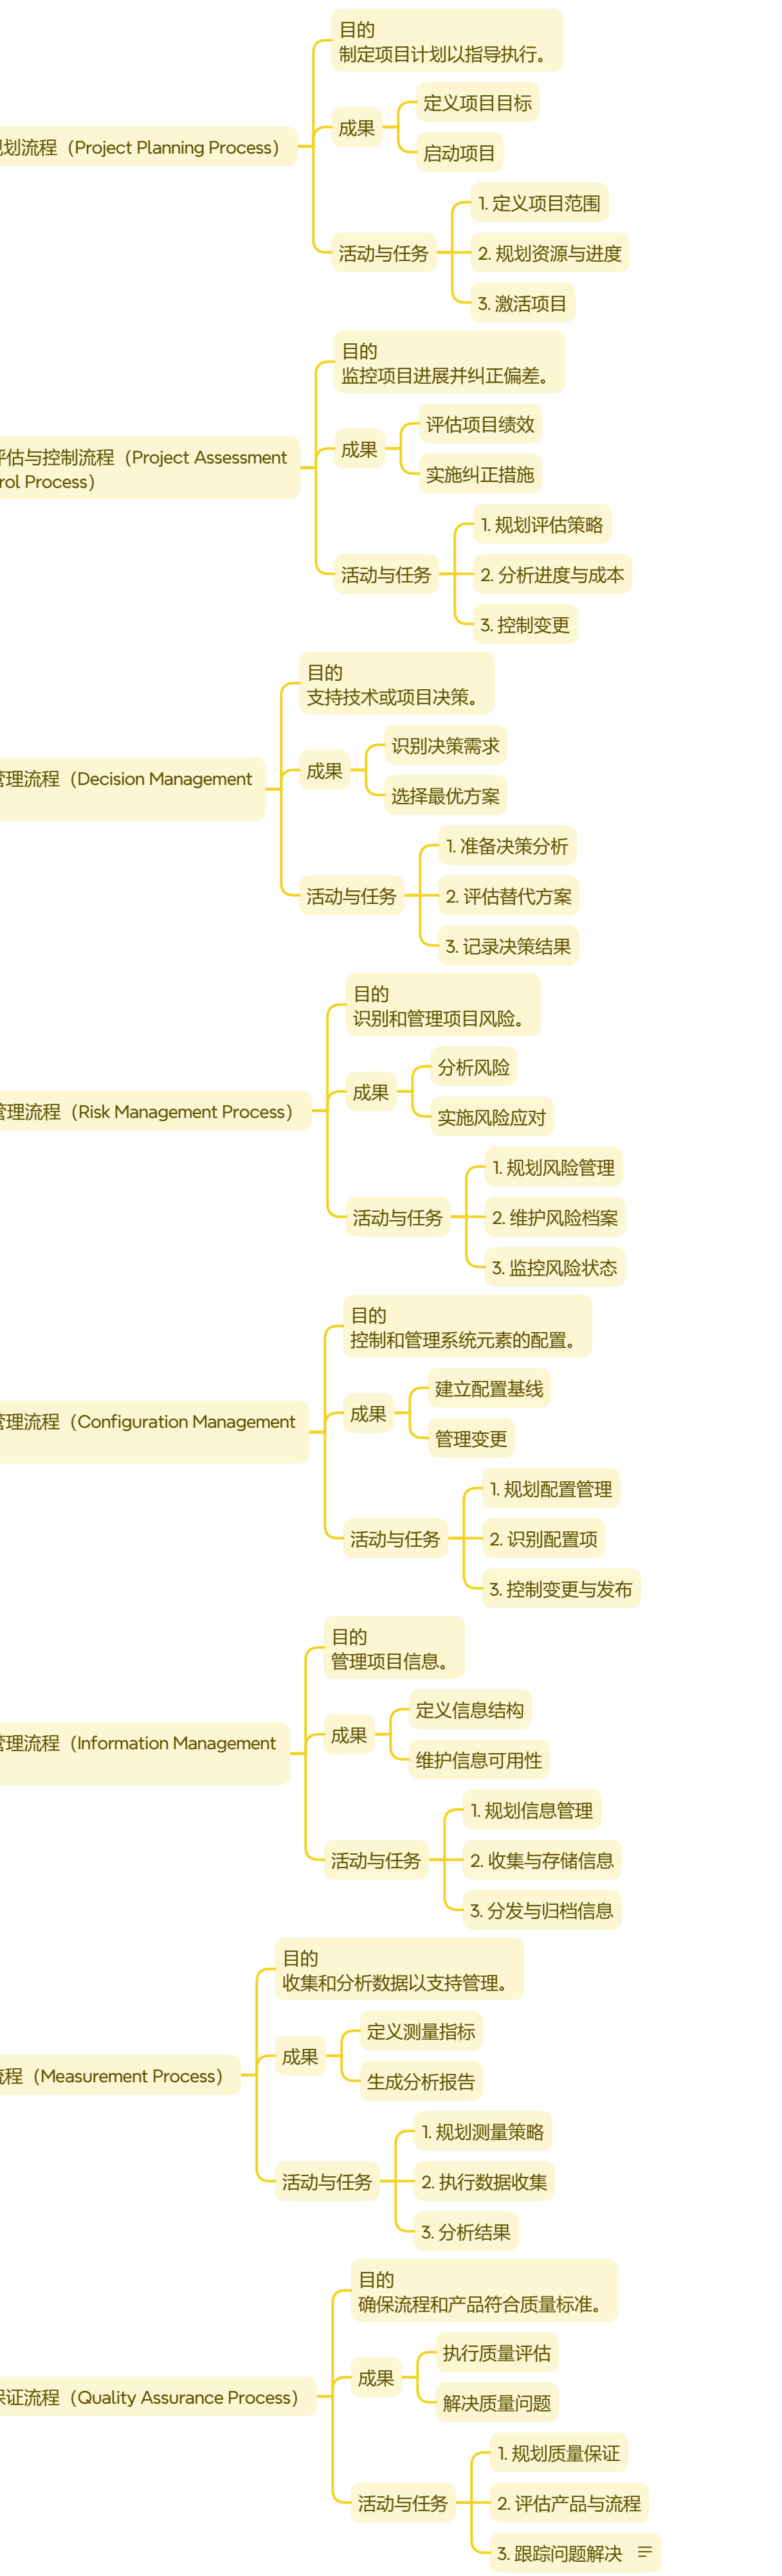 目的
制定项目计划以指导执行。
成果
定义项目目标
启动项目
划流程（Project Planning Process）
活动与任务
1. 定义项目范围
2. 规划资源与进度
3. 激活项目
目的
监控项目进展并纠正偏差。
成果
评估项目绩效
实施纠正措施
评估与控制流程（Project Assessment
rol Process）
活动与任务
1. 规划评估策略
2. 分析进度与成本
3. 控制变更
目的
支持技术或项目决策。
成果
识别决策需求
选择最优方案
管理流程（Decision Management
活动与任务
1. 准备决策分析
2. 评估替代方案
3. 记录决策结果
目的
识别和管理项目风险。
成果
分析风险
实施风险应对
管理流程（Risk Management Process）
活动与任务
1. 规划风险管理
2. 维护风险档案
3. 监控风险状态
目的
控制和管理系统元素的配置。
成果
建立配置基线
管理变更
管理流程（Configuration Management
活动与任务
1. 规划配置管理
2. 识别配置项
3. 控制变更与发布
目的
管理项目信息。
成果
定义信息结构
维护信息可用性
管理流程（Information Management
活动与任务
1. 规划信息管理
2. 收集与存储信息
3. 分发与归档信息
目的
收集和分析数据以支持管理。
成果
定义测量指标
生成分析报告
流程（Measurement Process）
活动与任务
1. 规划测量策略
2. 执行数据收集
3. 分析结果
目的
确保流程和产品符合质量标准。
成果
执行质量评估
解决质量问题
保证流程（Quality Assurance Process）
活动与任务
1. 规划质量保证
2. 评估产品与流程
3. 跟踪问题解决